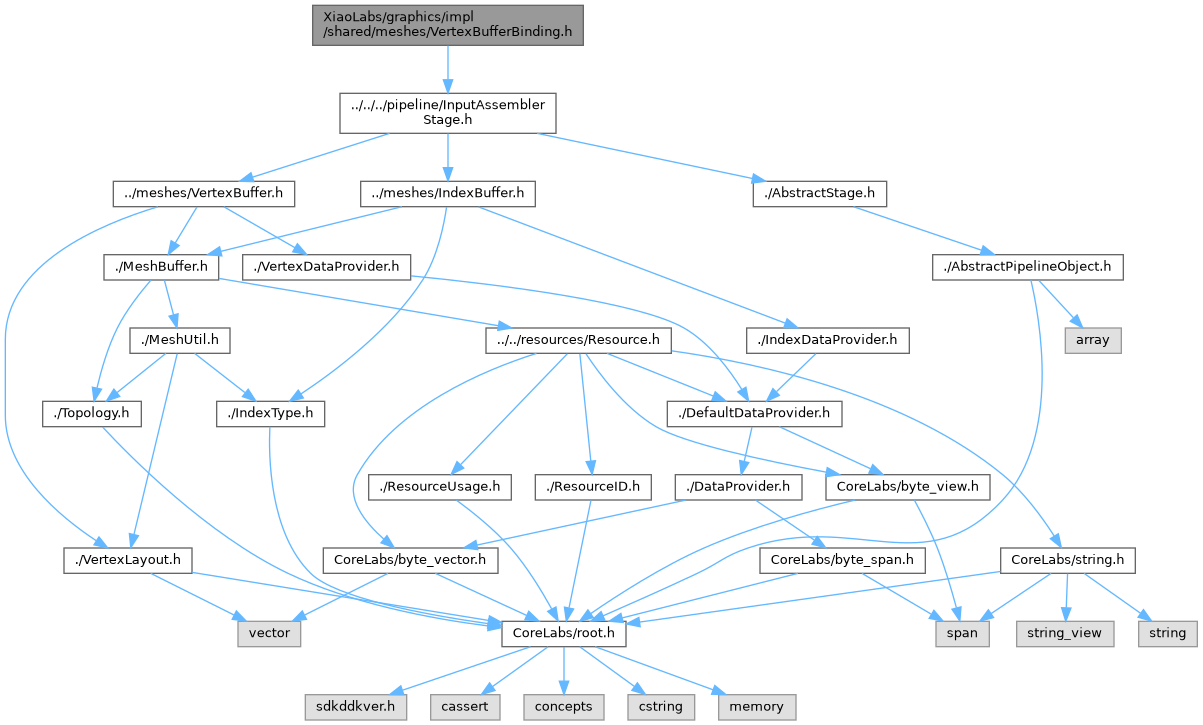 XiaoLabs/graphics/impl
/shared/meshes/VertexBufferBinding.h
../../../pipeline/InputAssembler
Stage.h
../meshes/VertexBuffer.h
../meshes/IndexBuffer.h
./AbstractStage.h
./MeshBuffer.h
./VertexDataProvider.h
./AbstractPipelineObject.h
./MeshUtil.h
../../resources/Resource.h
./IndexDataProvider.h
array
./Topology.h
./IndexType.h
./DefaultDataProvider.h
./ResourceUsage.h
./ResourceID.h
./DataProvider.h
CoreLabs/byte_view.h
./VertexLayout.h
CoreLabs/byte_vector.h
CoreLabs/byte_span.h
CoreLabs/string.h
vector
CoreLabs/root.h
span
string_view
string
sdkddkver.h
cassert
concepts
cstring
memory